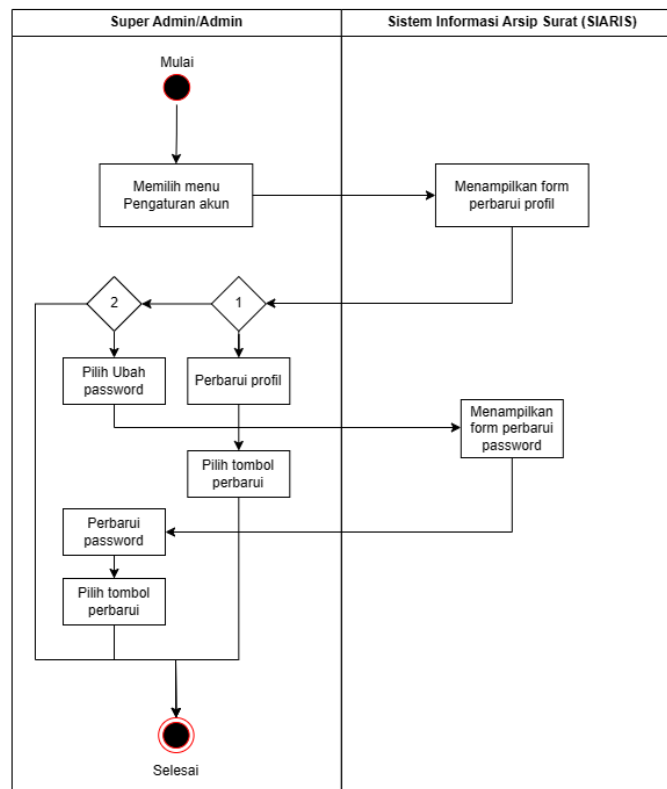 Super Admin/Admin
Sistem Informasi Arsip Surat (SIARIS)
Mulai
Memilih menu
Pengaturan akun
Menampilkan form
perbarui profil
2
1
Pilih Ubah
password
Perbarui profil
Menampilkan
form perbarui
password
Pilih tombol
perbarui
Perbarui
password
Pilih tombol
perbarui
Selesai